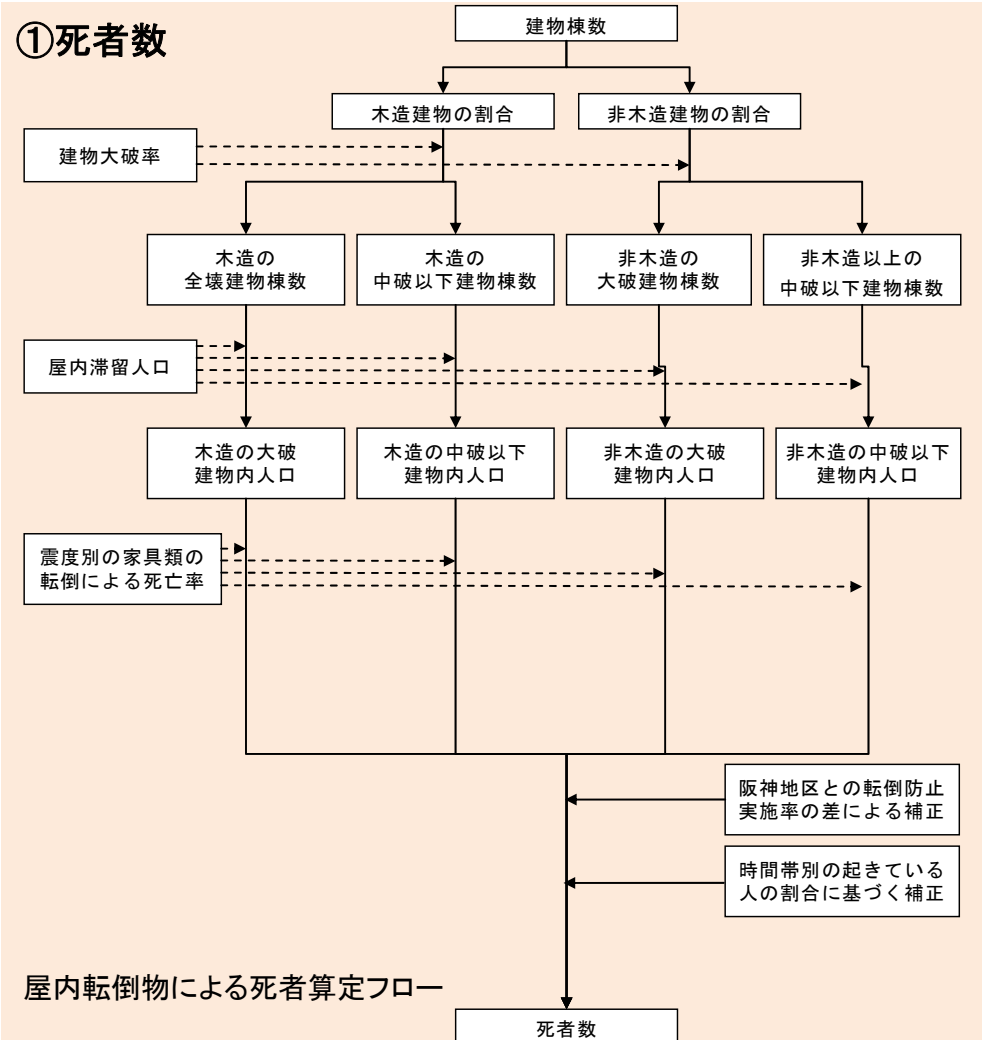 ①死者数
建物棟数
木造建物の割合
非木造建物の割合
建物大破率
木造の
全壊建物棟数
木造の
中破以下建物棟数
非木造の
大破建物棟数
非木造以上の
中破以下建物棟数
屋内滞留人口
木造の大破
建物内人口
木造の中破以下
建物内人口
非木造の大破
建物内人口
非木造の中破以下
建物内人口
震度別の家具類の
転倒による死亡率
阪神地区との転倒防止
実施率の差による補正
時間帯別の起きている
人の割合に基づく補正
屋内転倒物による死者算定フロー
死者数